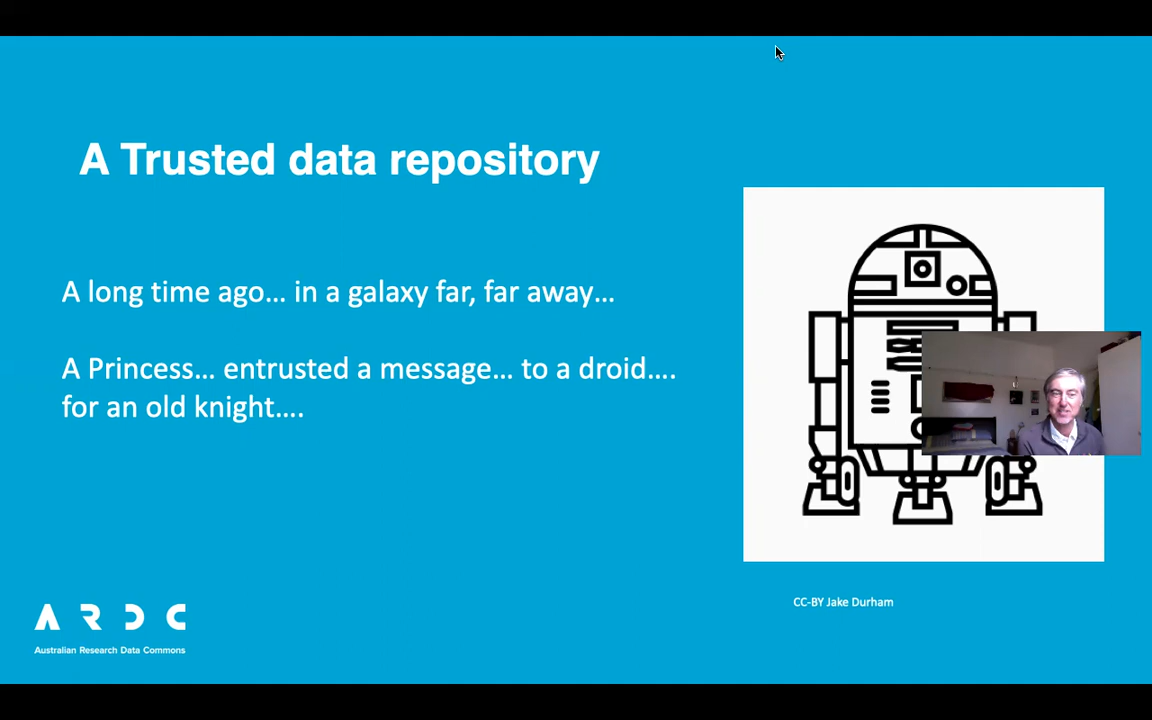 A Trusted data repository
A long time ago... in a galaxy far, far away...
A Princess... entrusted a message... to a droid....
for an old knight....
CC-BY Jake Durham
ARDC
Australian Research Data Commons